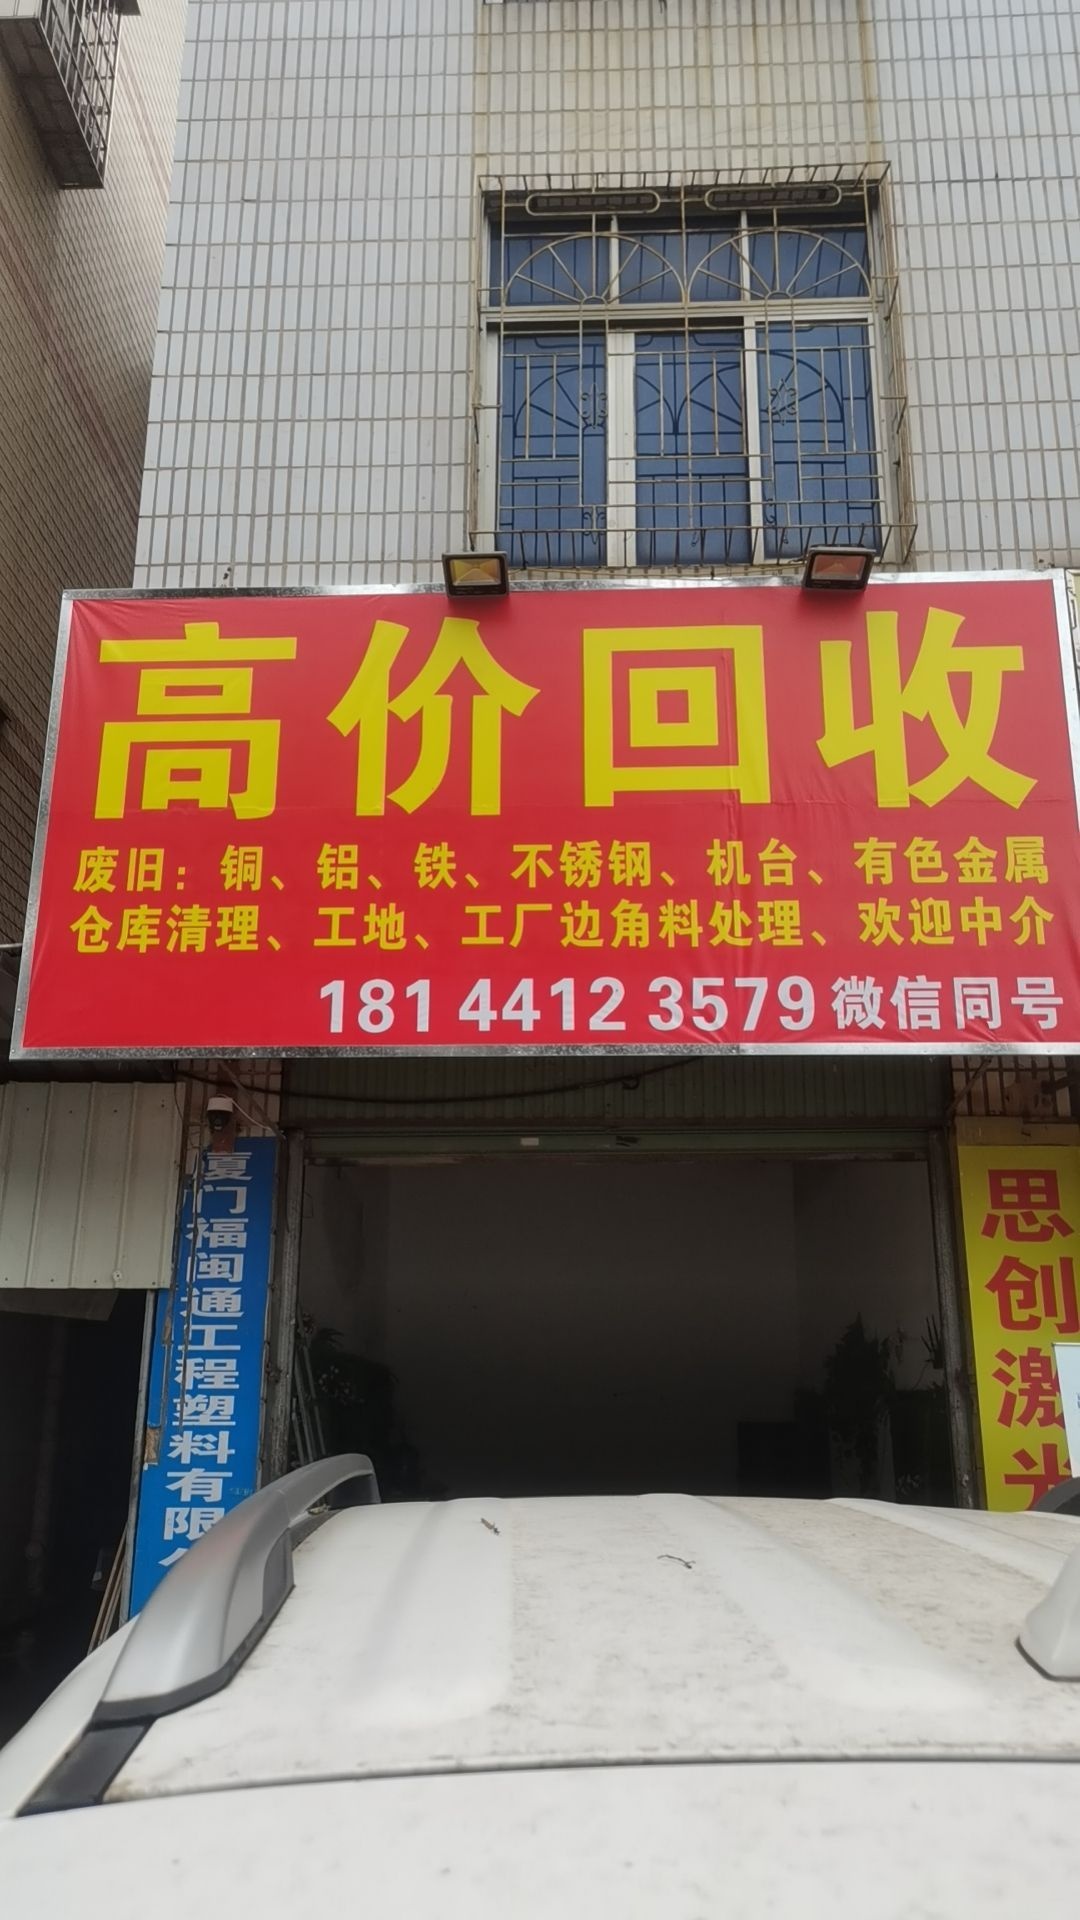 高价回收
废旧：铜、铝、铁、不锈钢、机台、有色金属
仓库清理、工地、工厂边角料处理、欢迎中介
181 4412 3579 微信同号
厦门福闽通工程塑料有限
思创激光